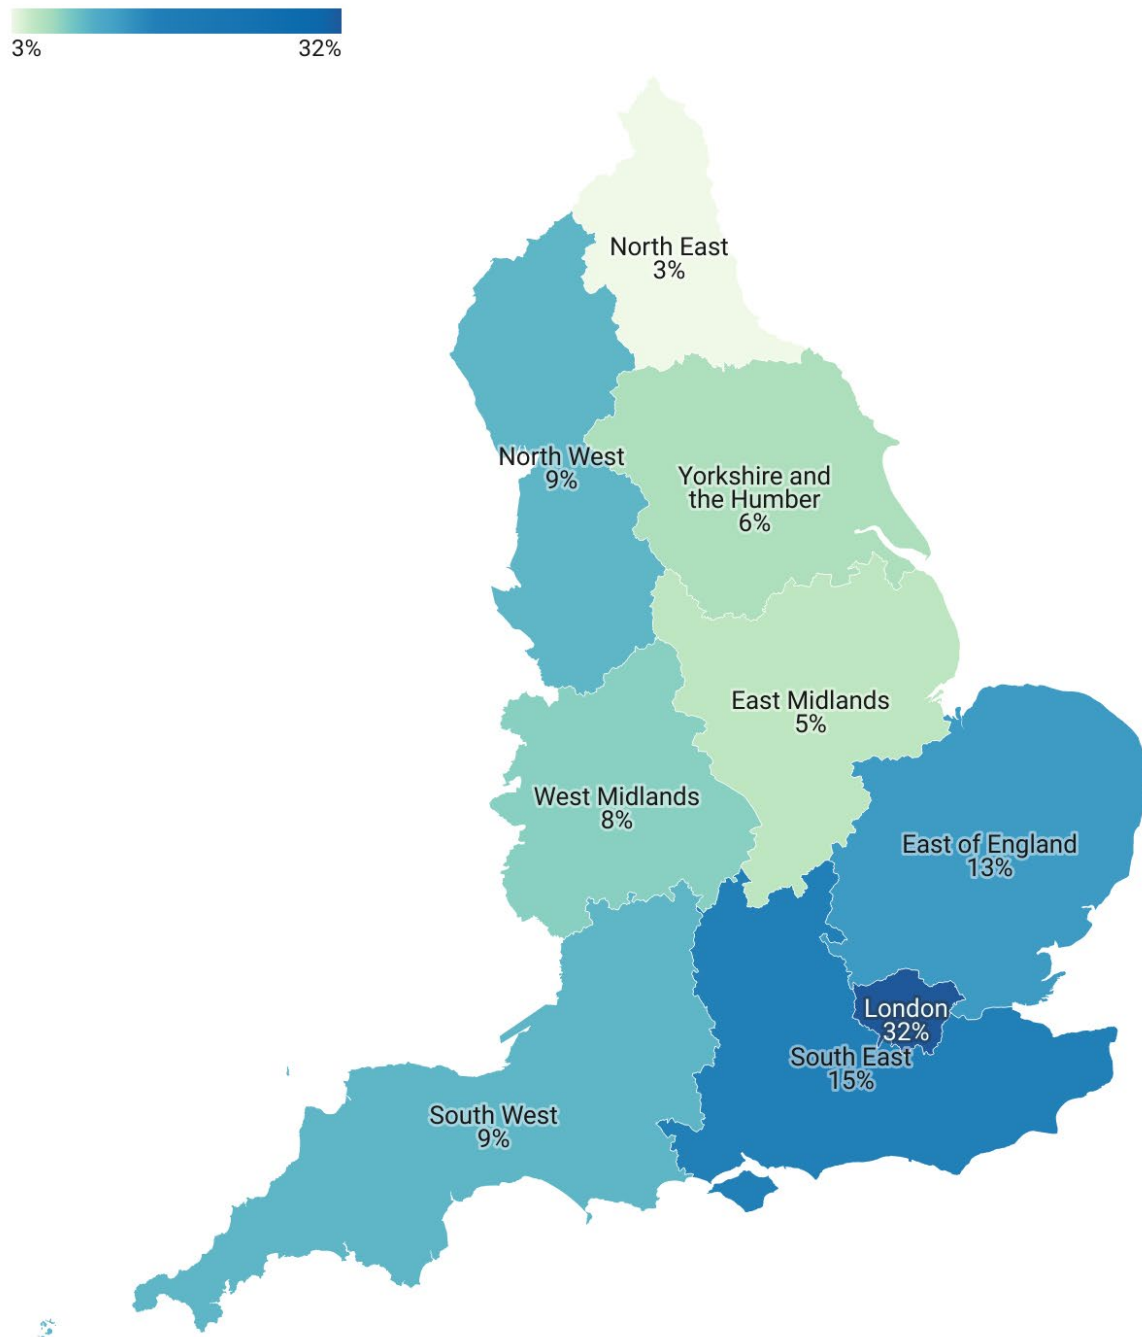 3%
32%
North East
3%
North West
9%
Yorkshire and
the Humber
6%
East Midlands
5%
West Midlands
8%
East of England
13%
London
32%
South East
15%
South West
9%